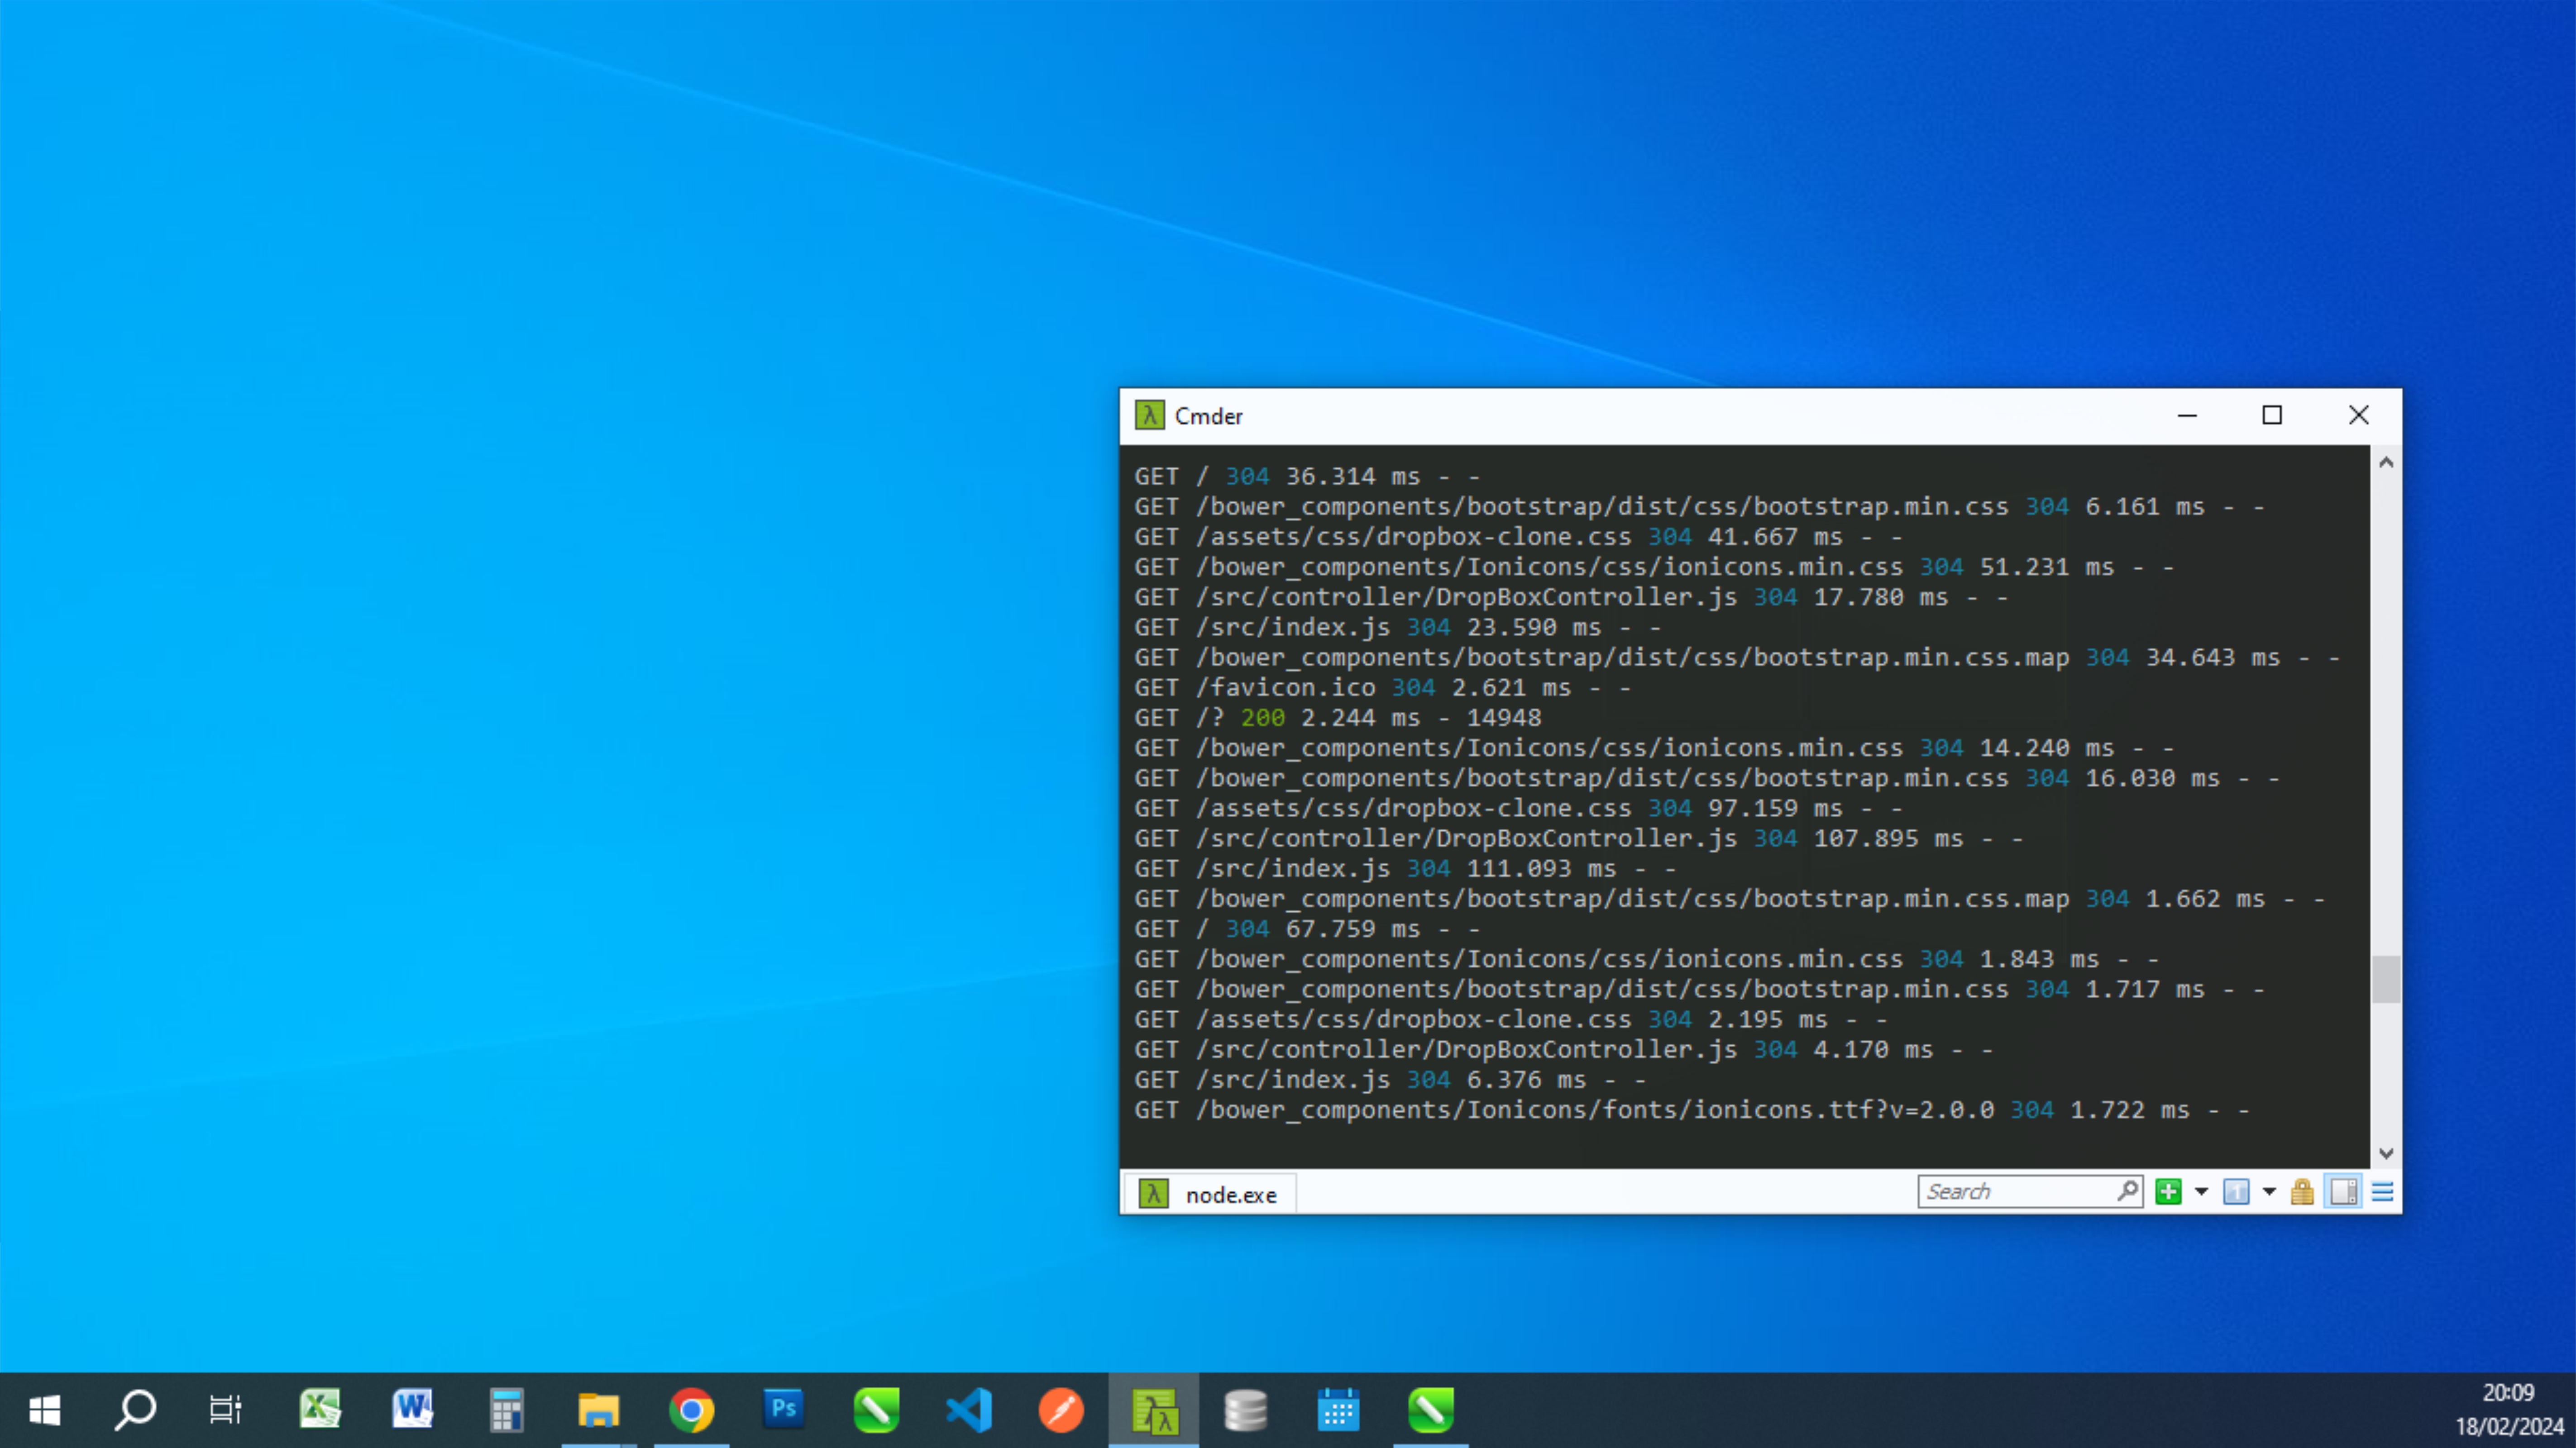 Cmder
GET / 304 36.314 ms - -
GET /bower_components/bootstrap/dist/css/bootstrap.min.css 304 6.161 ms - -
GET /assets/css/dropbox-clone.css 304 41.667 ms - -
GET /bower_components/Ionicons/css/ionicons.min.css 304 51.231 ms - -
GET /src/controller/DropBoxController.js 304 17.780 ms - -
GET /src/index.js 304 23.590 ms - -
GET /bower_components/bootstrap/dist/css/bootstrap.min.css.map 304 34.643 ms - -
GET /favicon.ico 304 2.621 ms - -
GET /? 200 2.244 ms - 14948
GET /bower_components/Ionicons/css/ionicons.min.css 304 14.240 ms - -
GET /bower_components/bootstrap/dist/css/bootstrap.min.css 304 16.030 ms - -
GET /assets/css/dropbox-clone.css 304 97.159 ms - -
GET /src/controller/DropBoxController.js 304 107.895 ms - -
GET /src/index.js 304 111.093 ms - -
GET /bower_components/bootstrap/dist/css/bootstrap.min.css.map 304 1.662 ms - -
GET / 304 67.759 ms - -
GET /bower_components/Ionicons/css/ionicons.min.css 304 1.843 ms - -
GET /bower_components/bootstrap/dist/css/bootstrap.min.css 304 1.717 ms - -
GET /assets/css/dropbox-clone.css 304 2.195 ms - -
GET /src/controller/DropBoxController.js 304 4.170 ms - -
GET /src/index.js 304 6.376 ms - -
GET /bower_components/Ionicons/fonts/ionicons.ttf?v=2.0.0 304 1.722 ms - -
λ node.exe
Search
1
Ps
20:09
18/02/2024